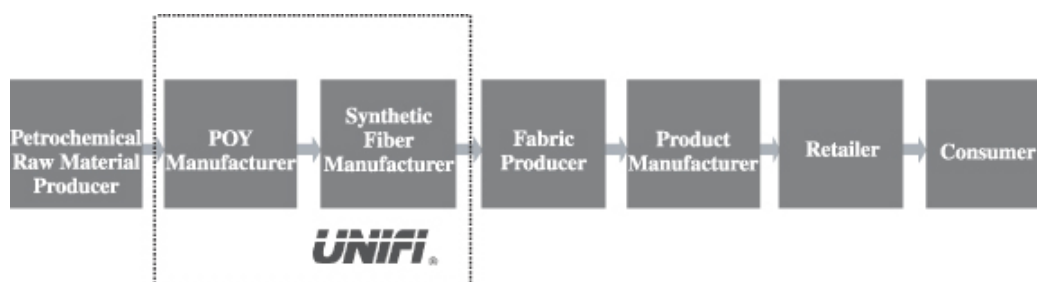 Petrochemical
Raw Material
Producer
POY
Manufacturer
Synthetic
Fiber
Manufacturer
Fabric
Producer
Product
Manufacturer
Retailer
Consumer
UNIFI®